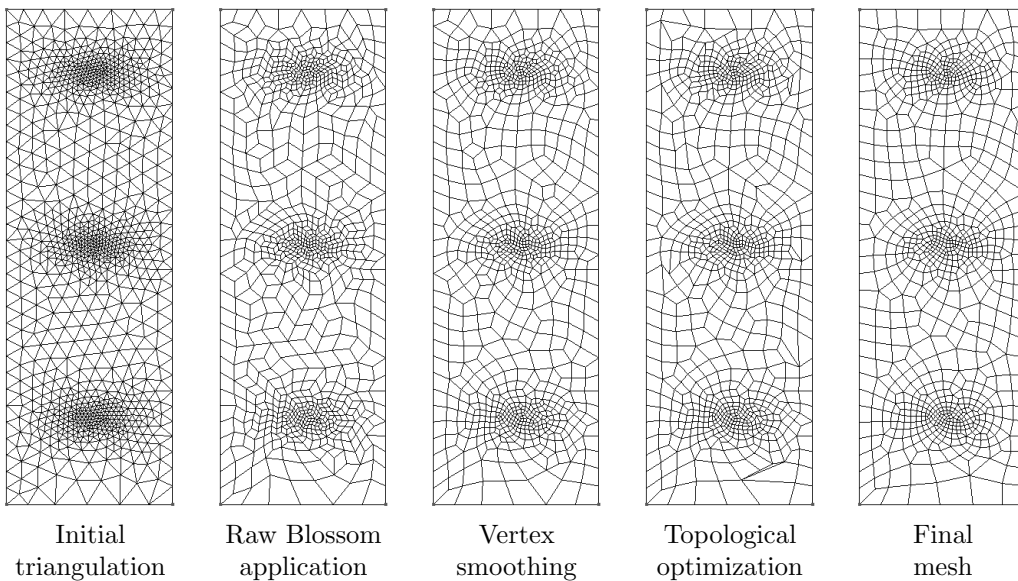 Initial
triangulation
Raw Blossom
application
Vertex
smoothing
Topological
optimization
Final
mesh